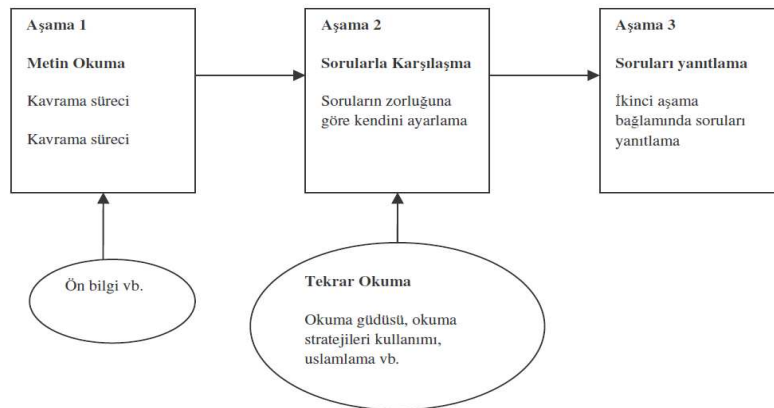 Aşama 1
Metin Okuma
Kavrama süreci
Kavrama süreci
Aşama 2
Sorularla Karşılaşma
Soruların zorluğuna
göre kendini ayarlama
Aşama 3
Soruları yanıtlama
İkinci aşama
bağlamında soruları
yanıtlama
Ön bilgi vb.
Tekrar Okuma
Okuma güdüsü, okuma
stratejileri kullanımı,
uslamlama vb.